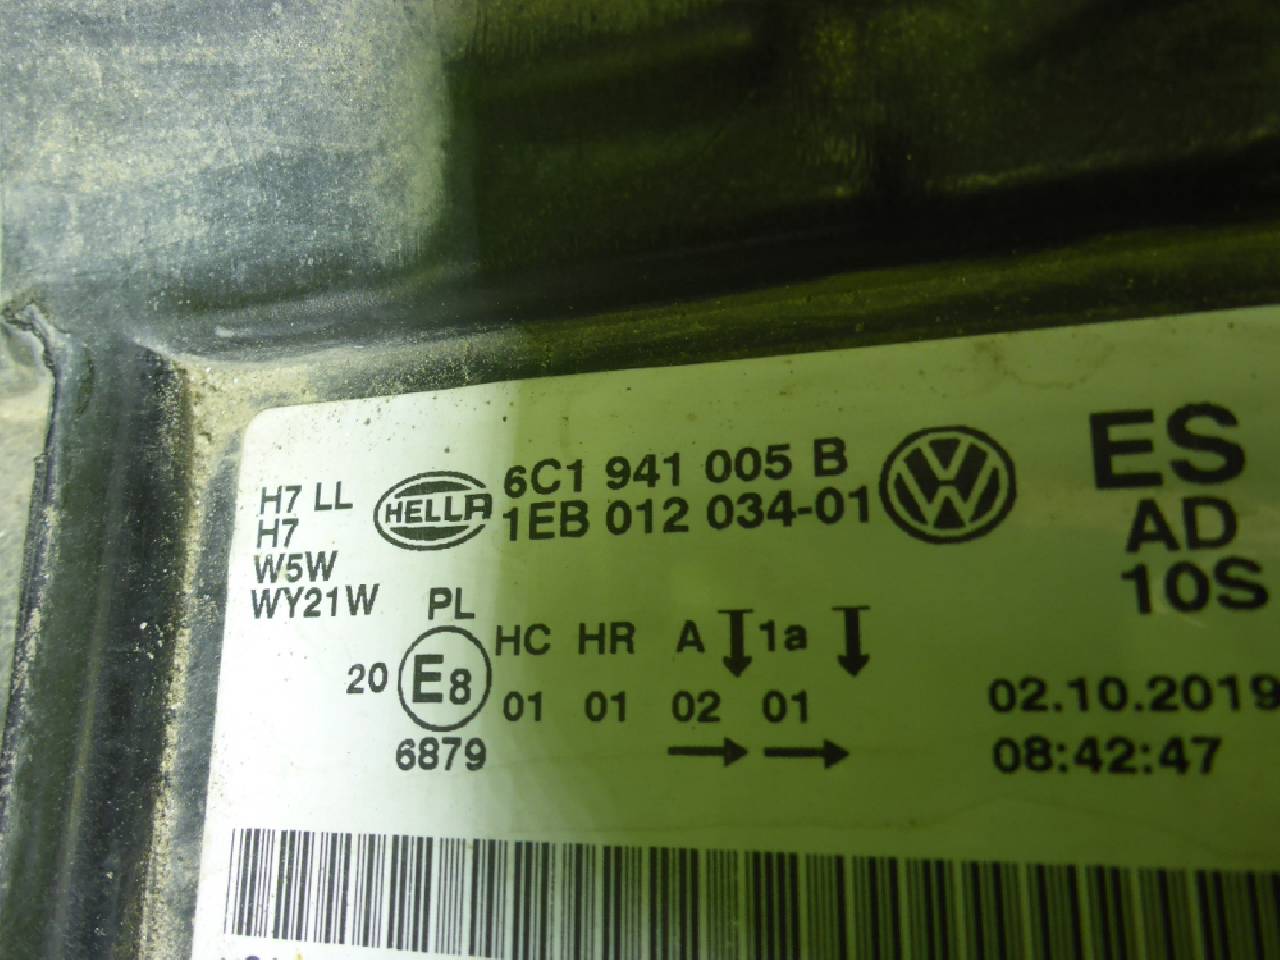 H7 LL
H7
W5W
WY21W
HELLA
6C1 941 005 B
1EB 012 034-01
VW
ES
AD
10S
PL
HC HR A 1a
20 E8
01 01 02 01
6879
02.10.2019
08:42:47